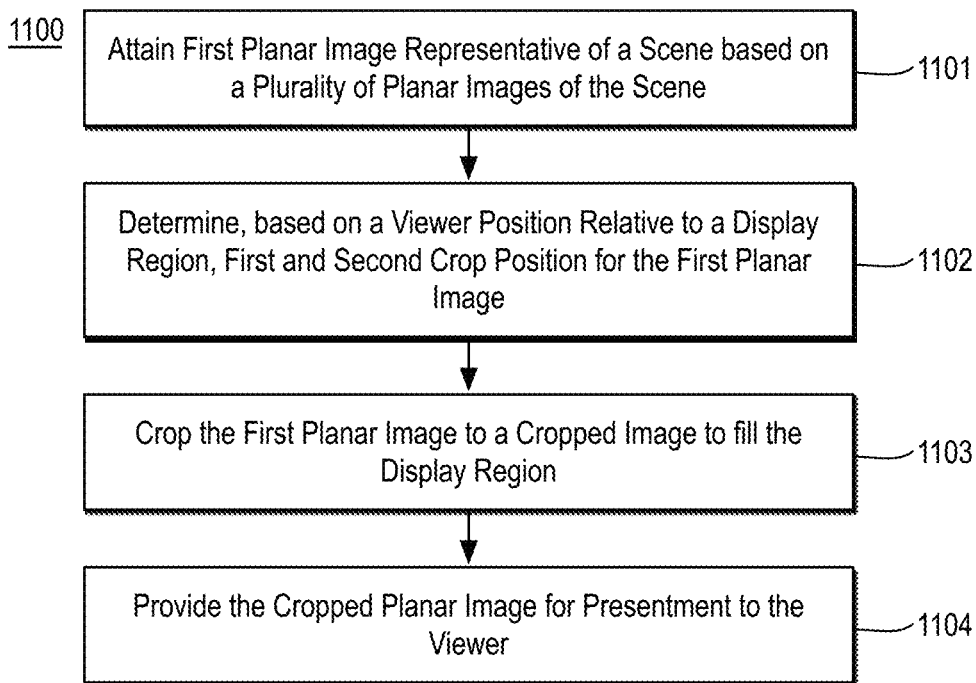 1100
Attain First Planar Image Representative of a Scene based on
a Plurality of Planar Images of the Scene
1101
Determine, based on a Viewer Position Relative to a Display
Region, First and Second Crop Position for the First Planar
Image
1102
Crop the First Planar Image to a Cropped Image to fill the
Display Region
1103
Provide the Cropped Planar Image for Presentment to the
Viewer
1104